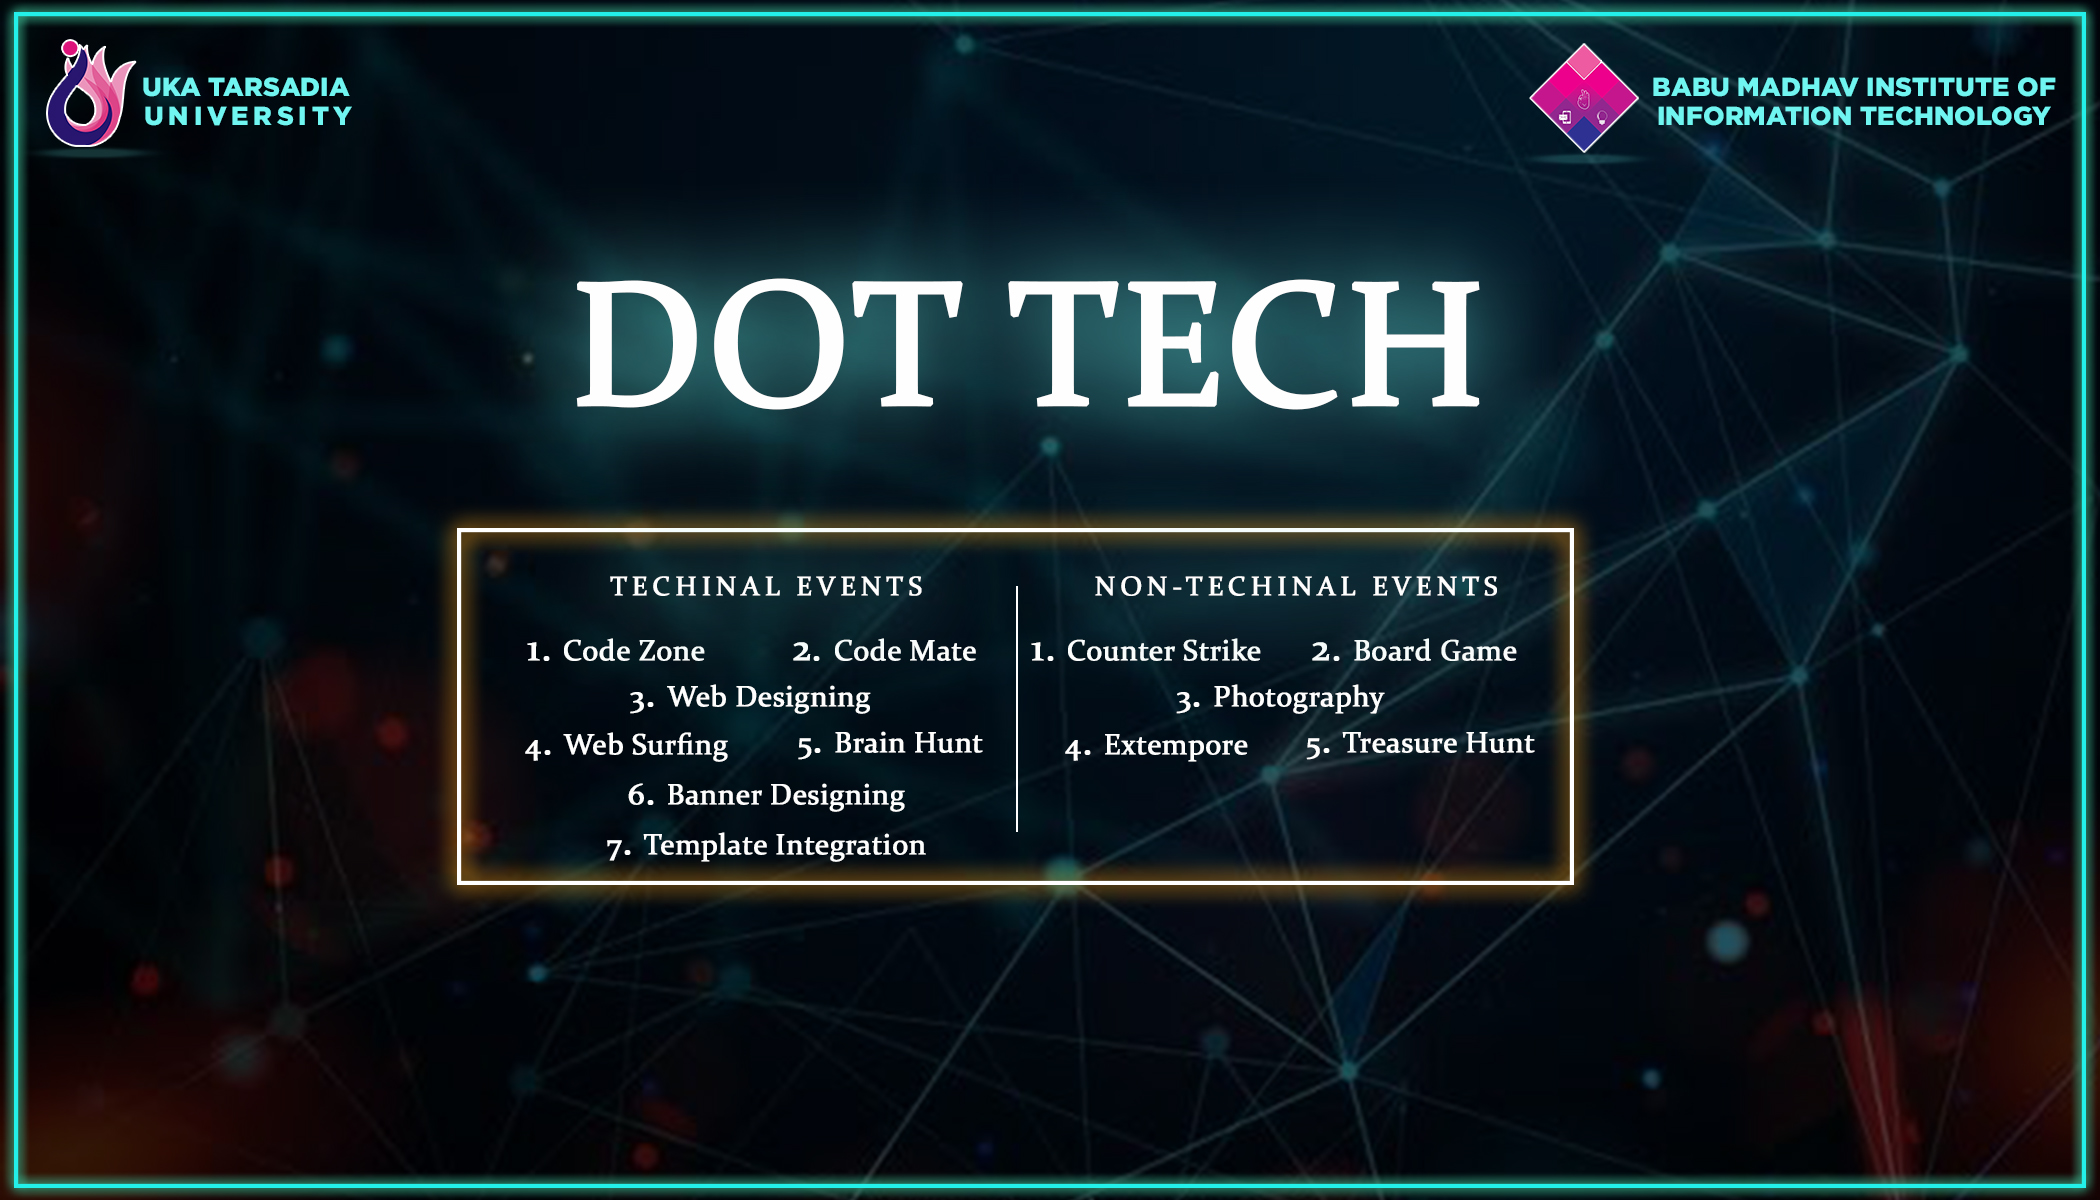 UKA TARSADIA
UNIVERSITY
BABU MADHAV INSTITUTE OF
INFORMATION TECHNOLOGY
DOT TECH
TECHINAL EVENTS
1. Code Zone 2. Code Mate
3. Web Designing
4. Web Surfing 5. Brain Hunt
6. Banner Designing
7. Template Integration
NON-TECHINAL EVENTS
1. Counter Strike 2. Board Game
3. Photography
4. Extempore 5. Treasure Hunt